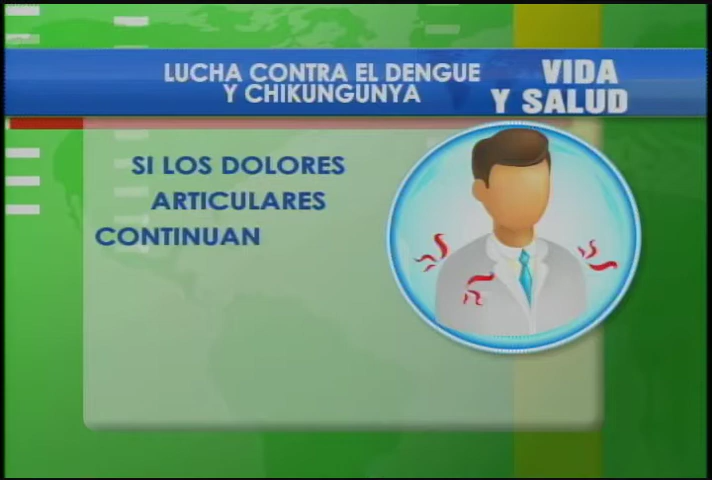 LUCHA CONTRA EL DENGUE
Y CHIKUNGUNYA
VIDA
Y SALUD
SI LOS DOLORES
ARTICULARES
CONTINUAN